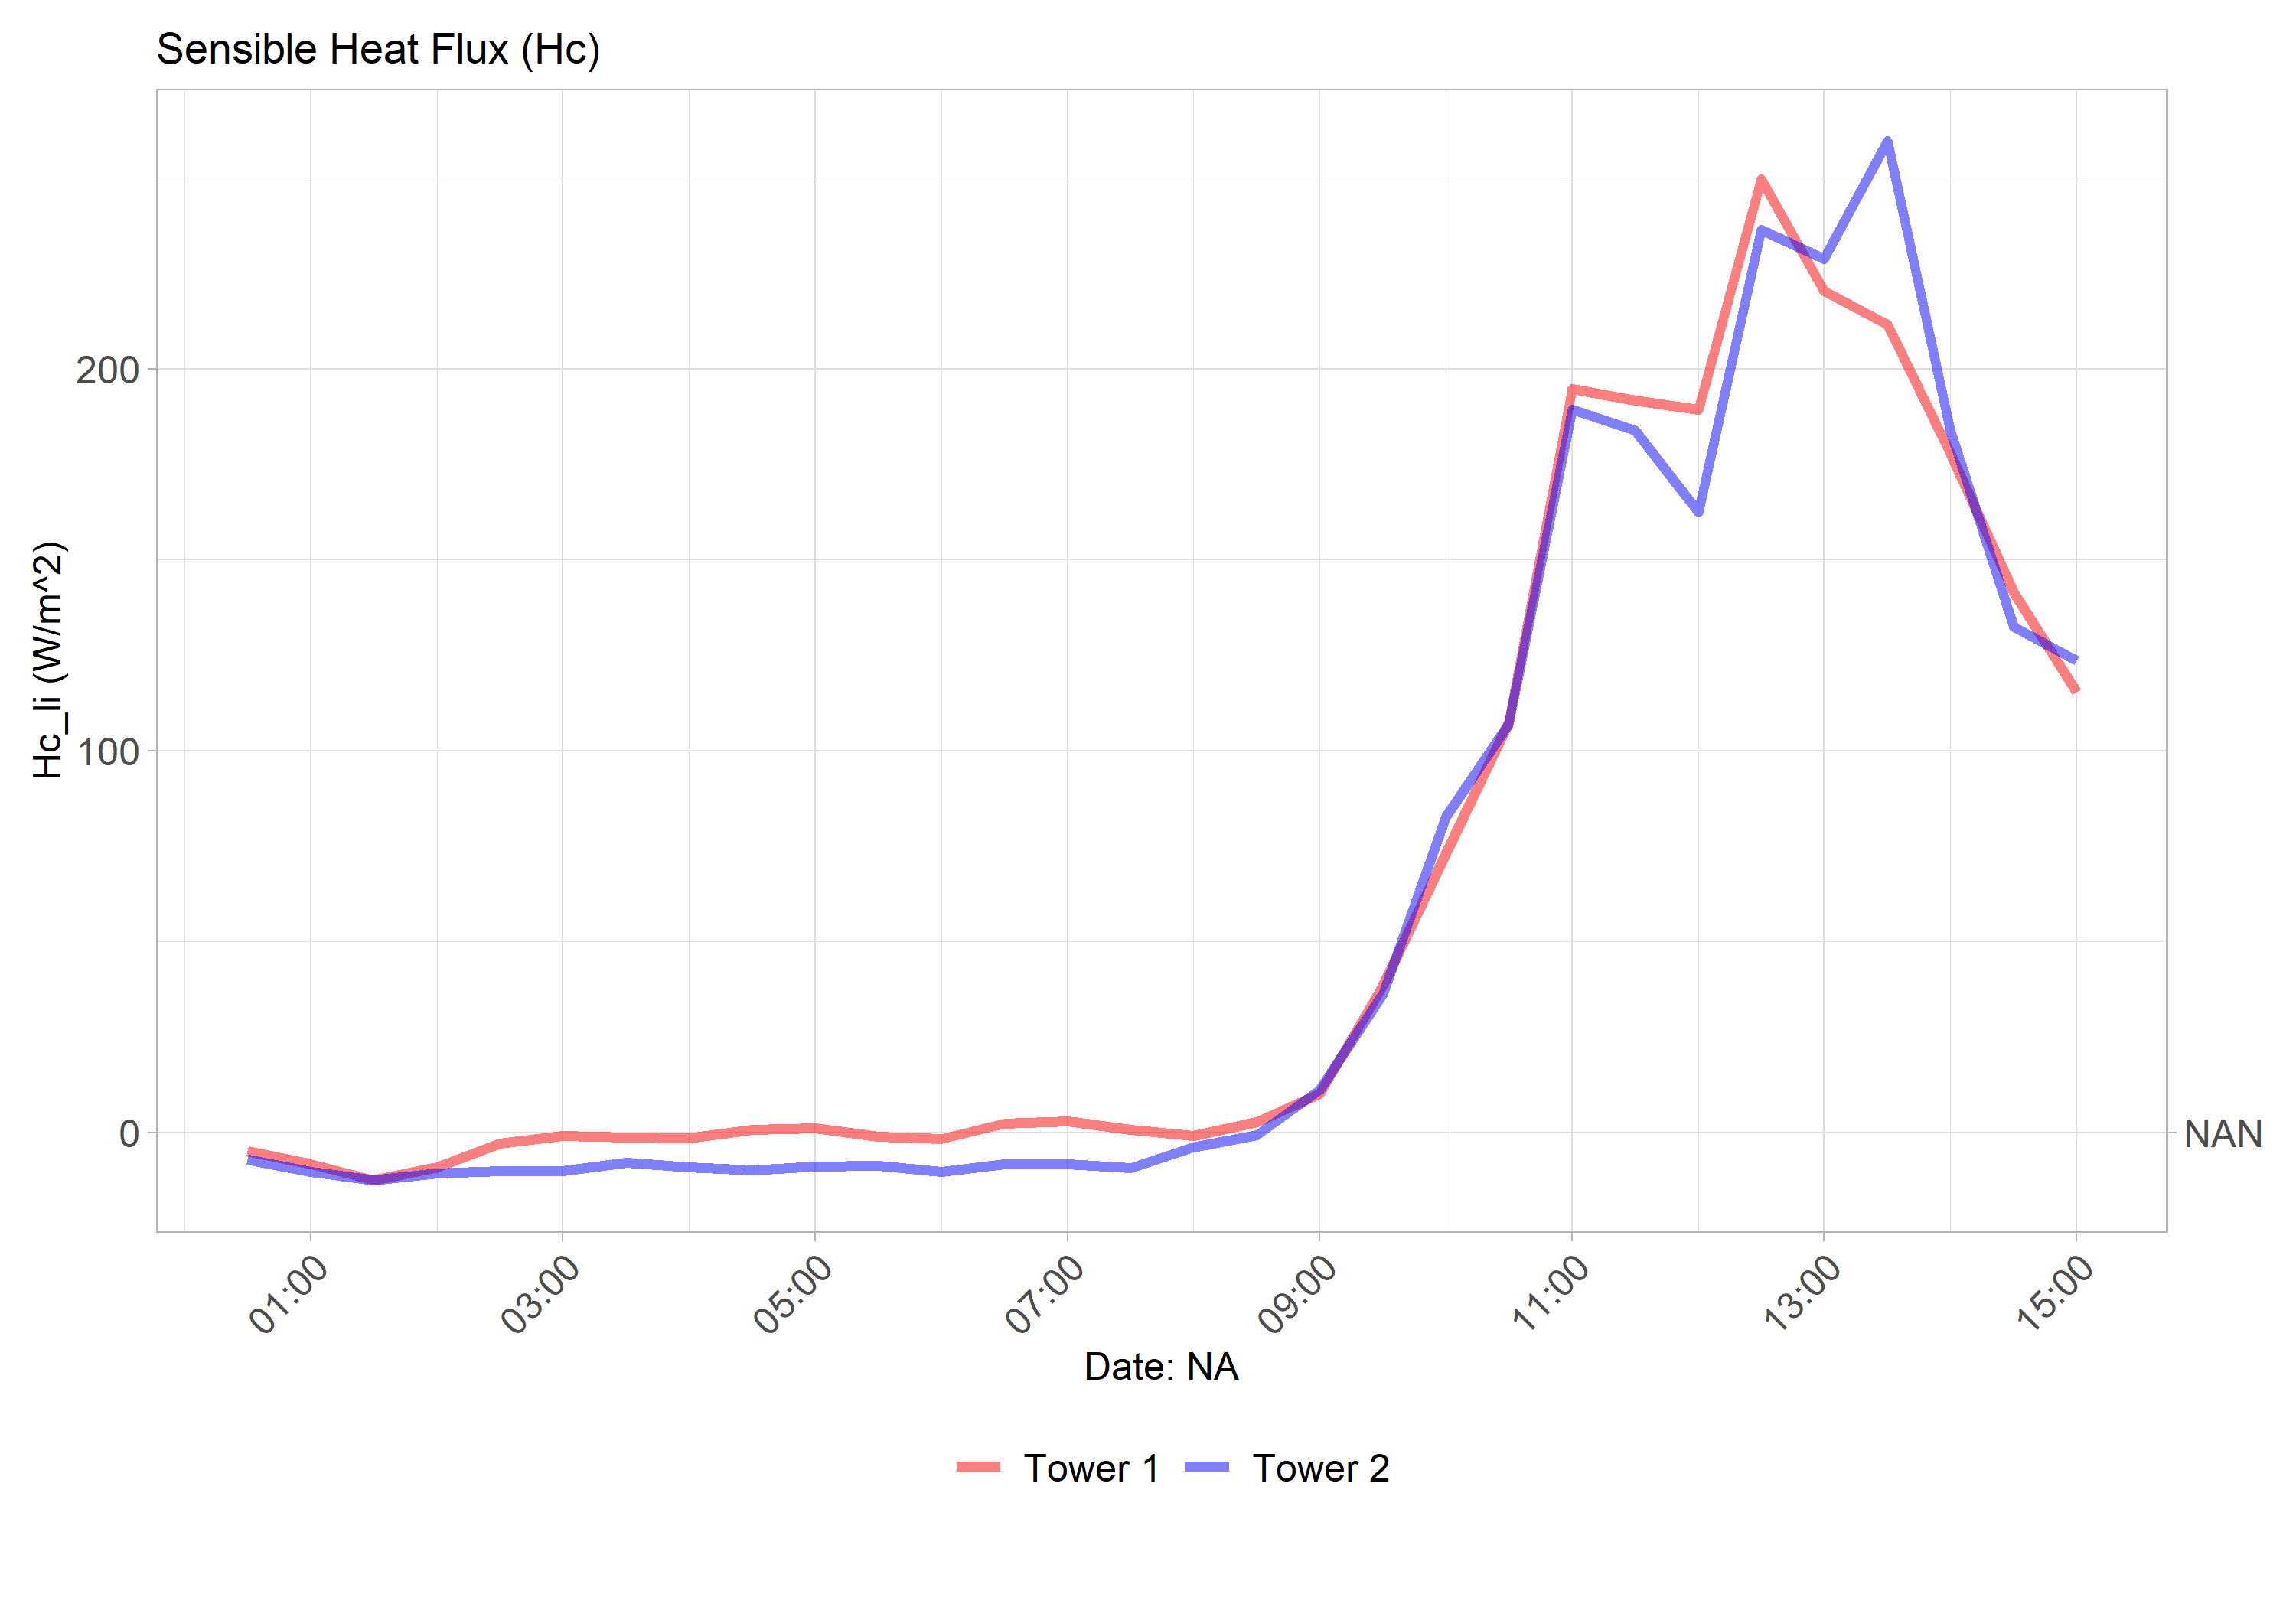 Sensible Heat Flux (Hc)
Hc_li (W/m^2)
200
100
0
NAN
01:00 03:00 05:00 07:00 09:00 11:00 13:00 15:00
Date: NA
Tower 1 Tower 2